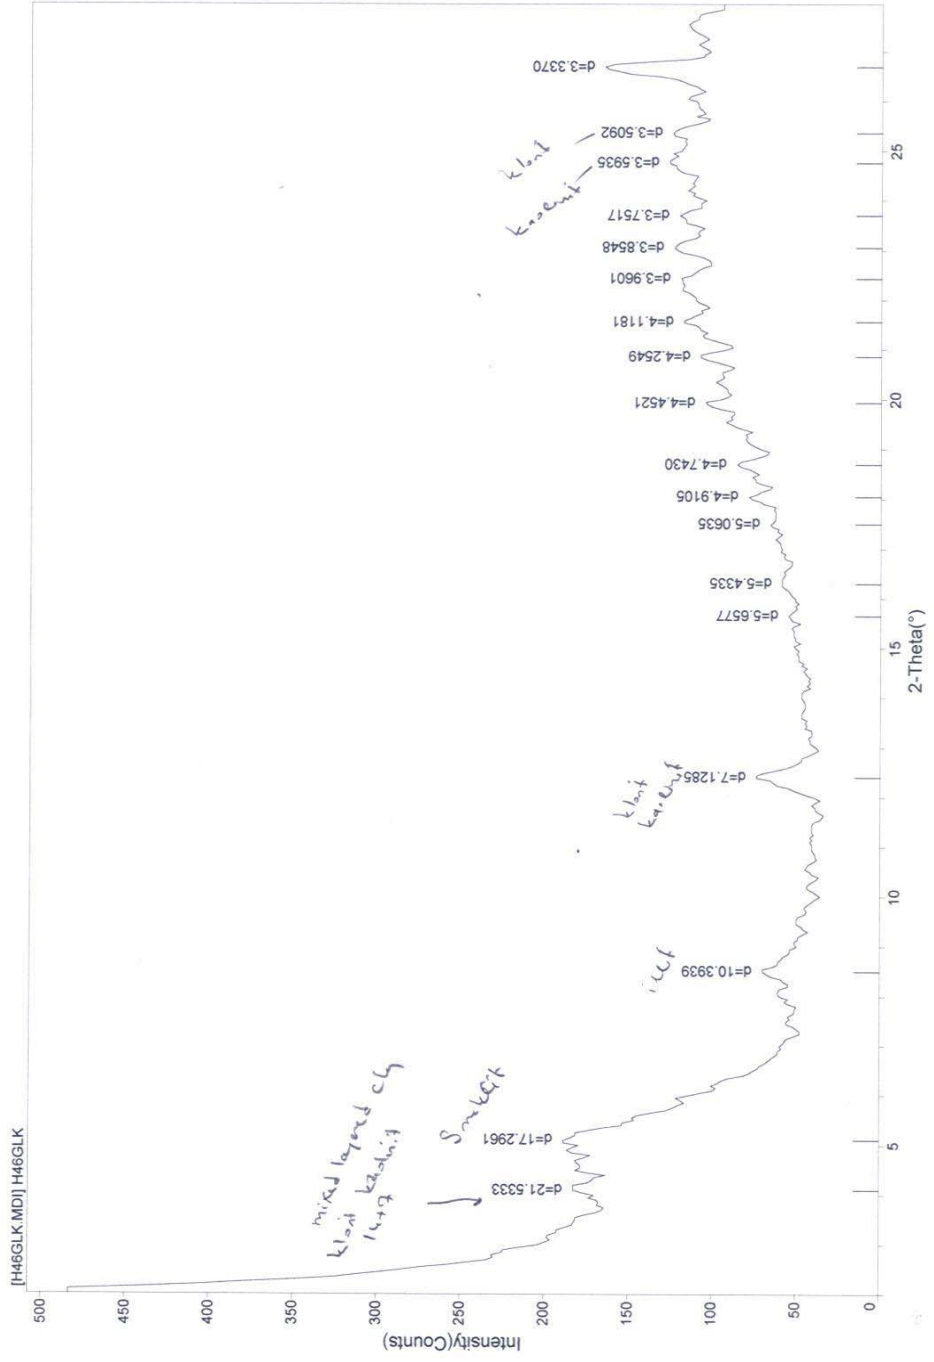 [H46GLK.MDI] H46GLK
Intensity(Counts)
500
450
400
350
300
250
200
150
100
50
0
mixed layered clay
klorit kaolinit
14+7
d=21.5333
smektit
d=17.2961
illit
d=10.3939
klorit
kaolinit
d=7.1285
d=5.6577
d=5.4335
d=5.0635
d=4.9105
d=4.7430
d=4.4521
d=4.2549
d=4.1181
d=3.9601
d=3.8548
d=3.7517
kaolinit
d=3.5935
klorit
d=3.5092
d=3.3370
5
10
15
20
25
2-Theta(°)